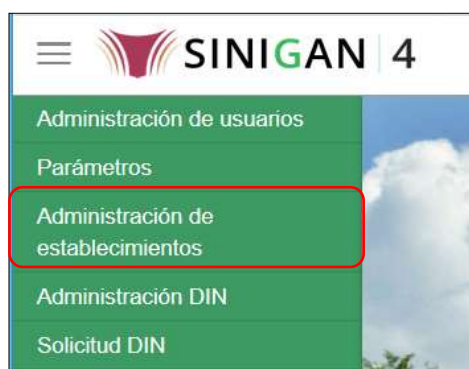 SINIGAN 4
Administración de usuarios
Parámetros
Administración de
establecimientos
Administración DIN
Solicitud DIN